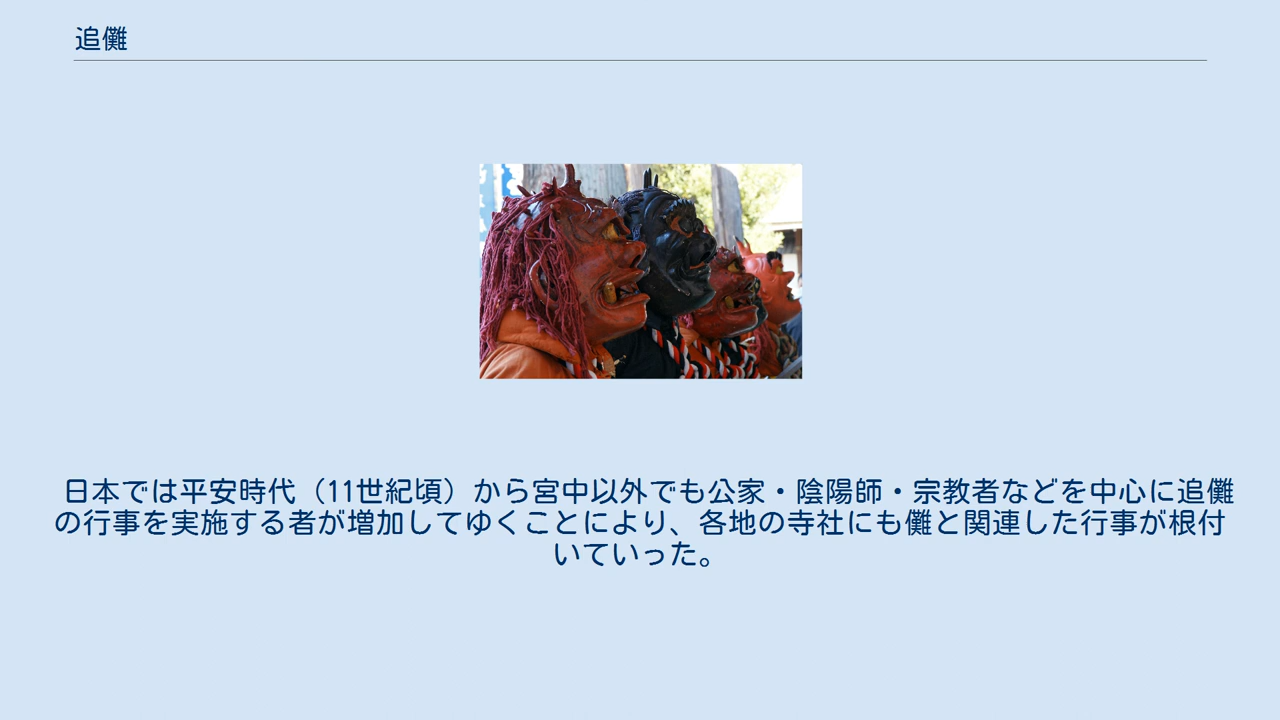 追儺
日本では平安時代（11世紀頃）から宮中以外でも公家・陰陽師・宗教者などを中心に追儺
の行事を実施する者が増加してゆくことにより、各地の寺社にも儺と関連した行事が根付
いていった。